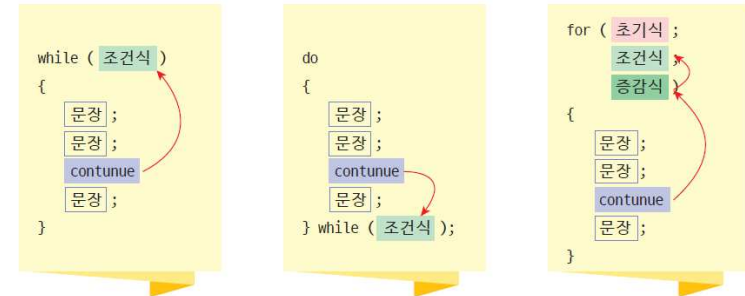 while ( 조건식 )
{
문장 ;
문장 ;
contunue
문장 ;
}
do
{
문장 ;
문장 ;
contunue
문장 ;
} while ( 조건식 );
for ( 초기식 ;
조건식 ;
증감식 )
{
문장 ;
문장 ;
contunue
문장 ;
}